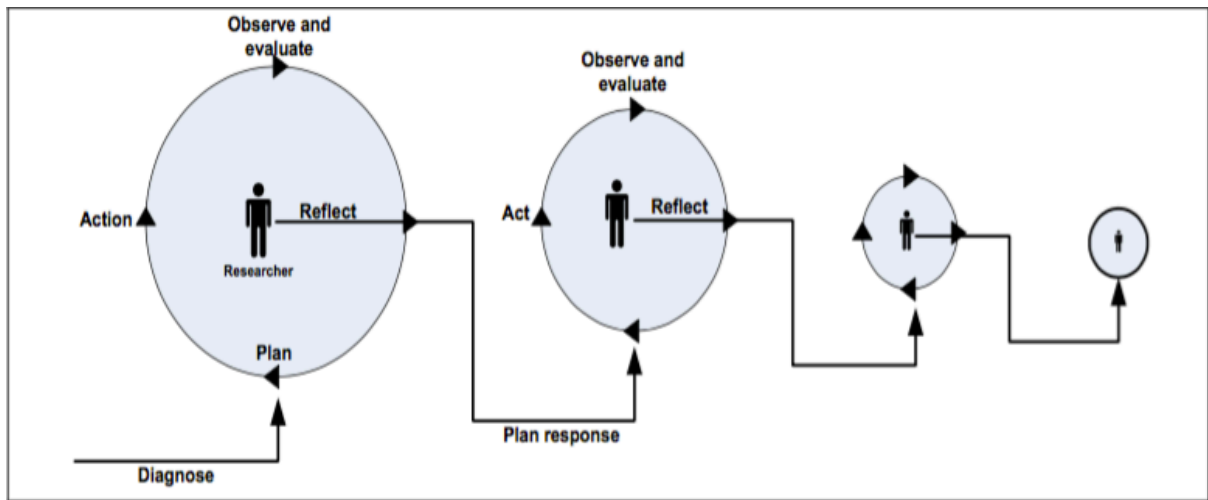 Observe and
evaluate
Action
Reflect
Researcher
Plan
Diagnose
Observe and
evaluate
Act
Reflect
Plan response